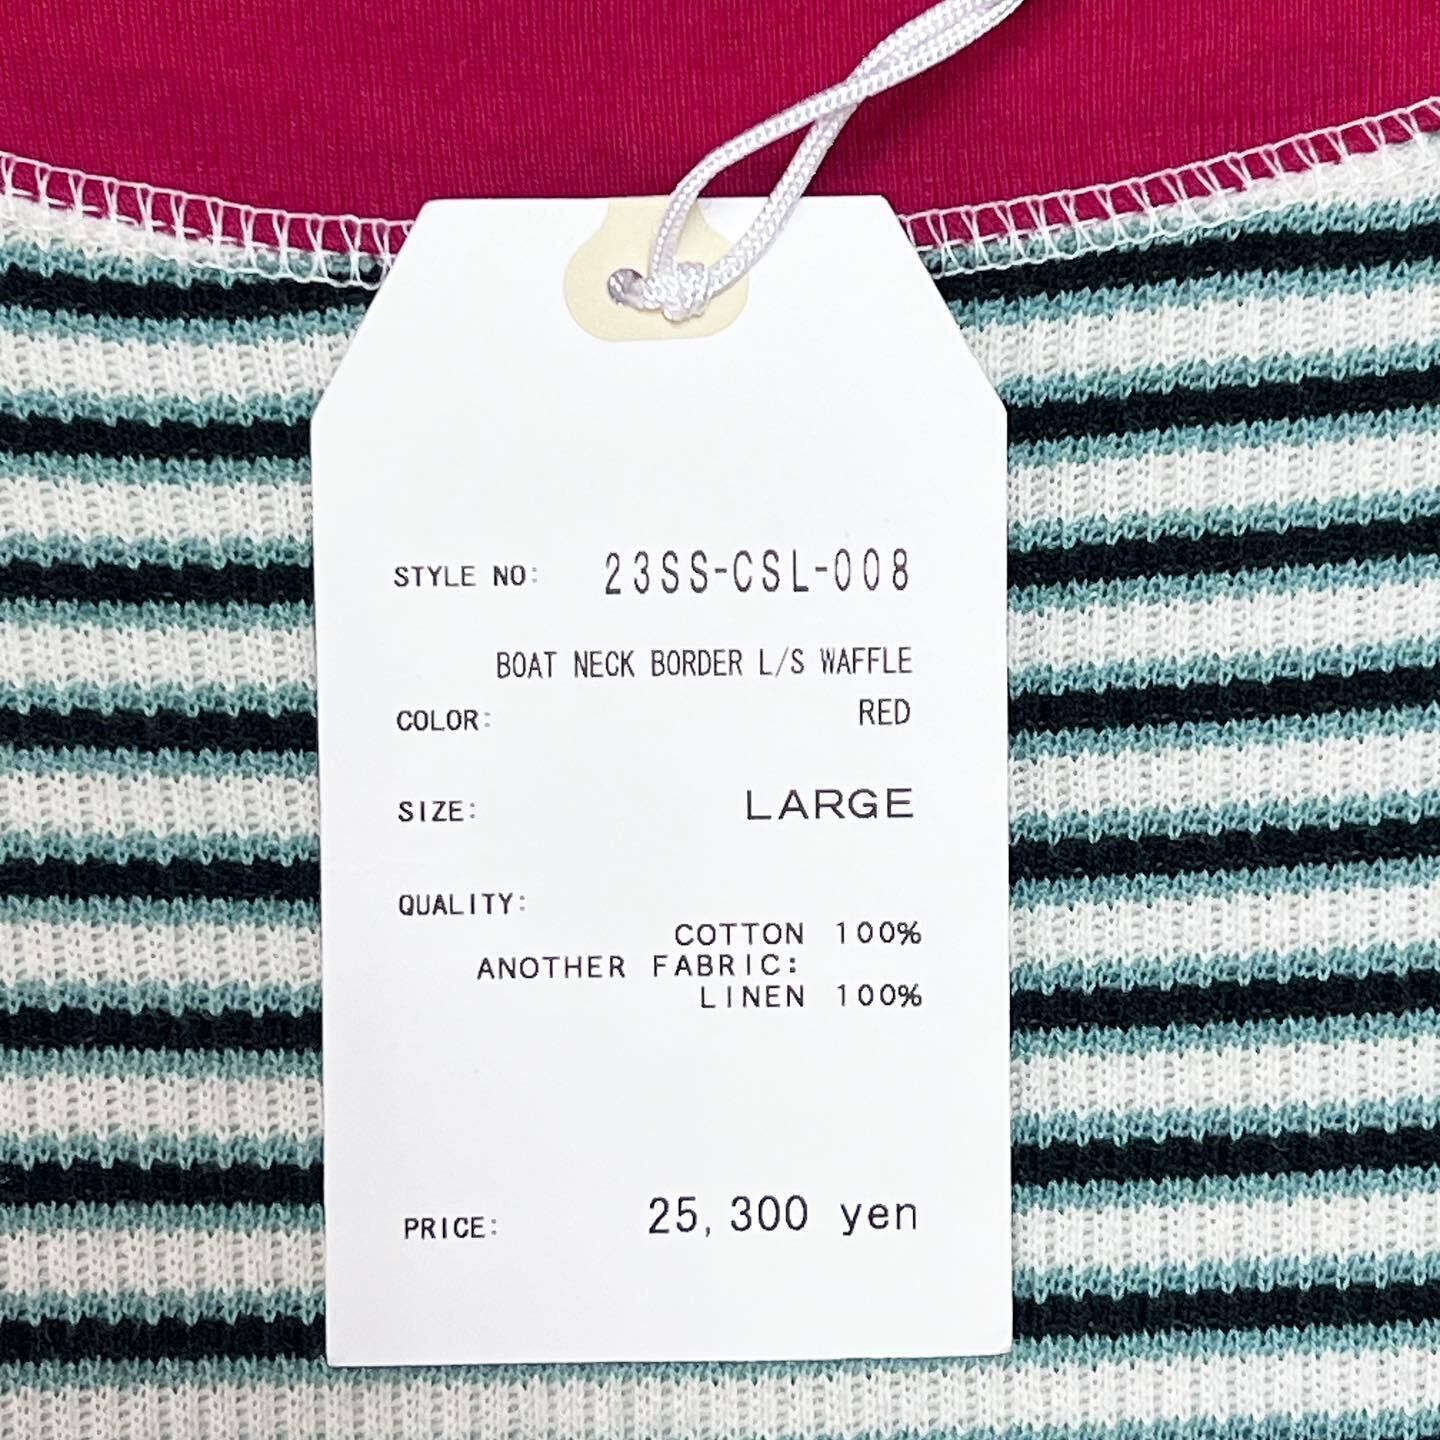 STYLE NO: 23SS-CSL-008
BOAT NECK BORDER L/S WAFFLE
COLOR: RED
SIZE: LARGE
QUALITY:
COTTON 100%
ANOTHER FABRIC:
LINEN 100%
PRICE: 25,300 yen